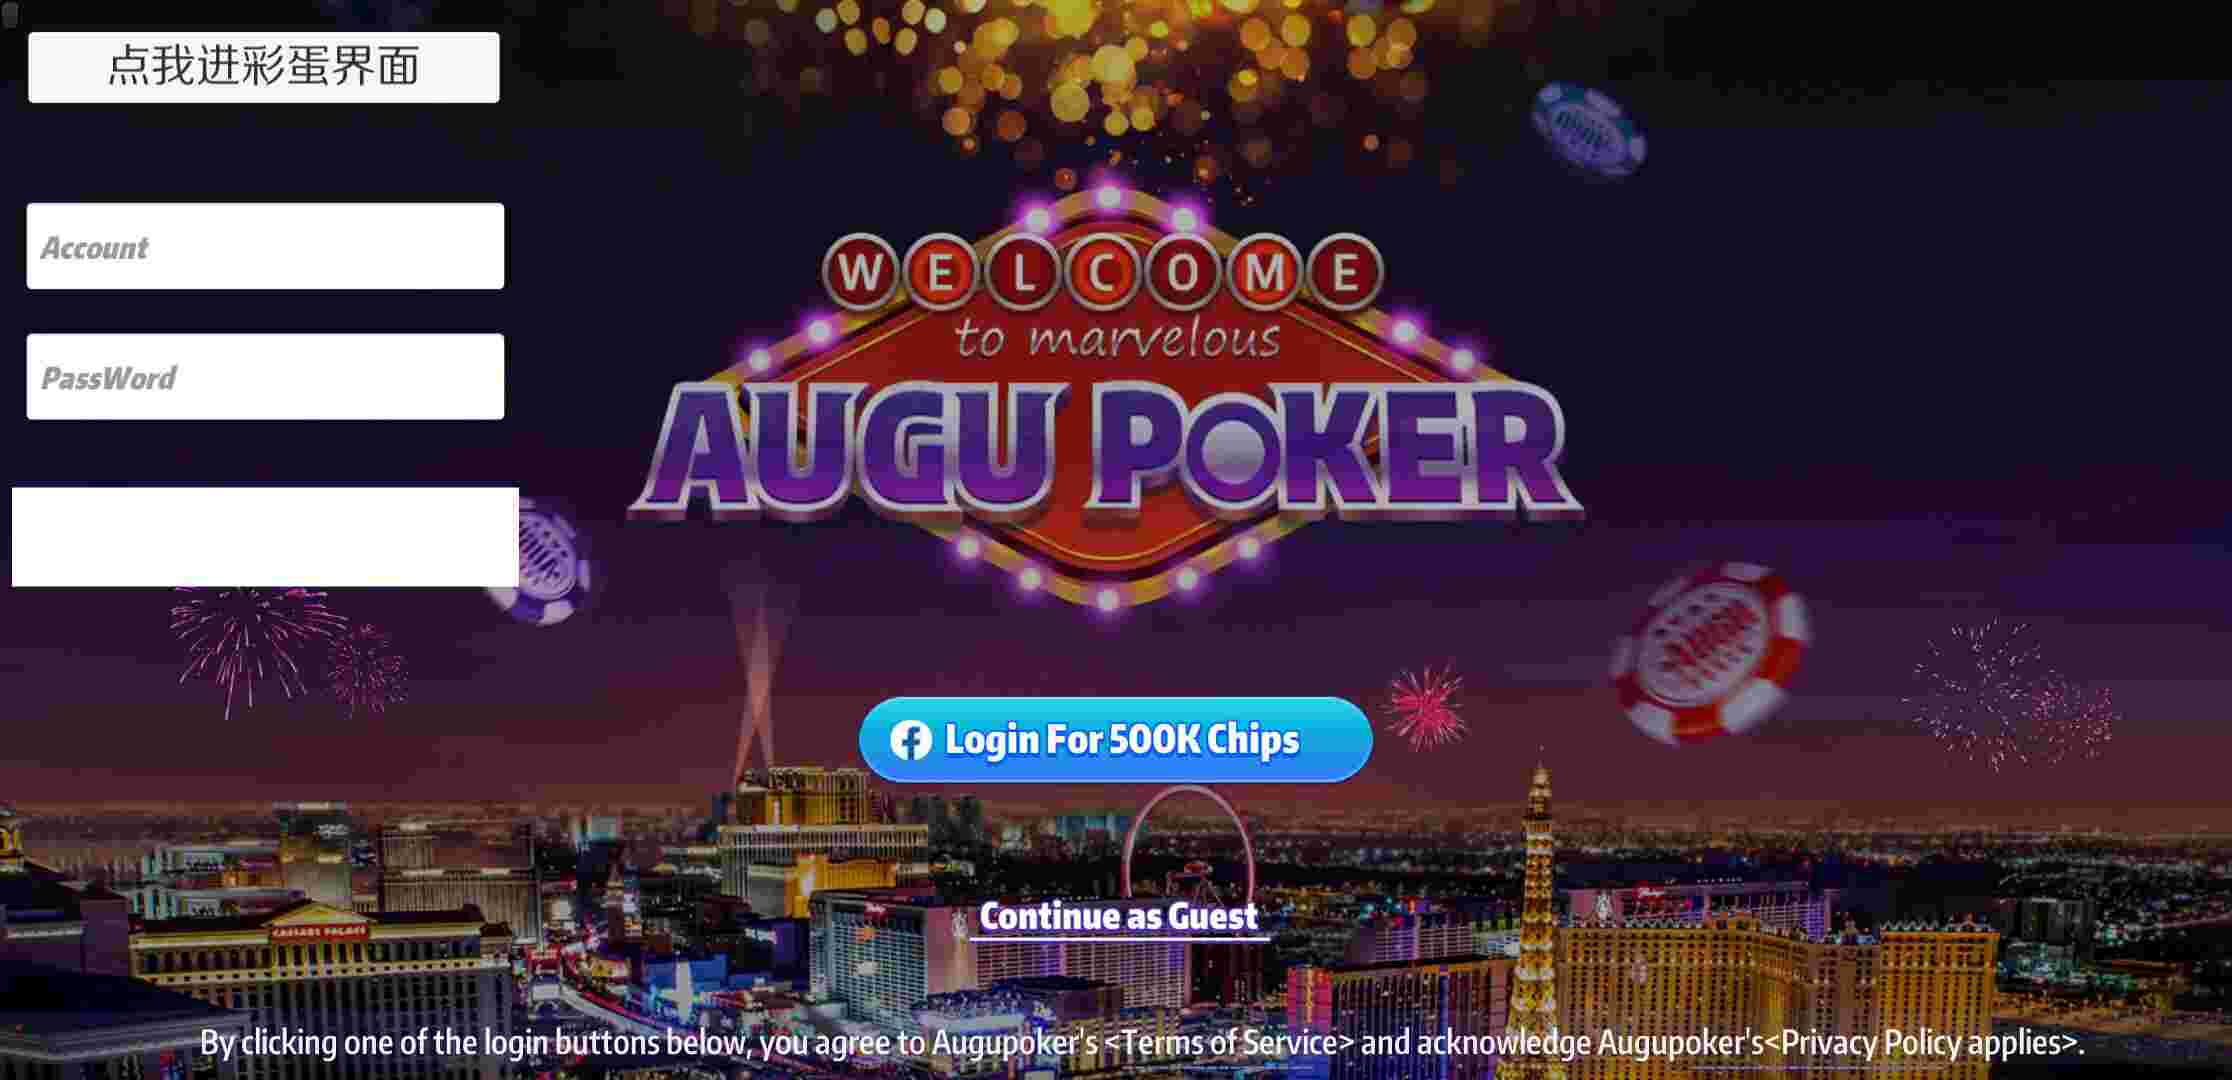 点我进彩蛋界面
Account
PassWord
WELCOME
to marvelous
AUGU POKER
Login For 500K Chips
CAESARS PALACE
Continue as Guest
By clicking one of the login buttons below, you agree to Augupoker's <Terms of Service> and acknowledge Augupoker's<Privacy Policy applies>.